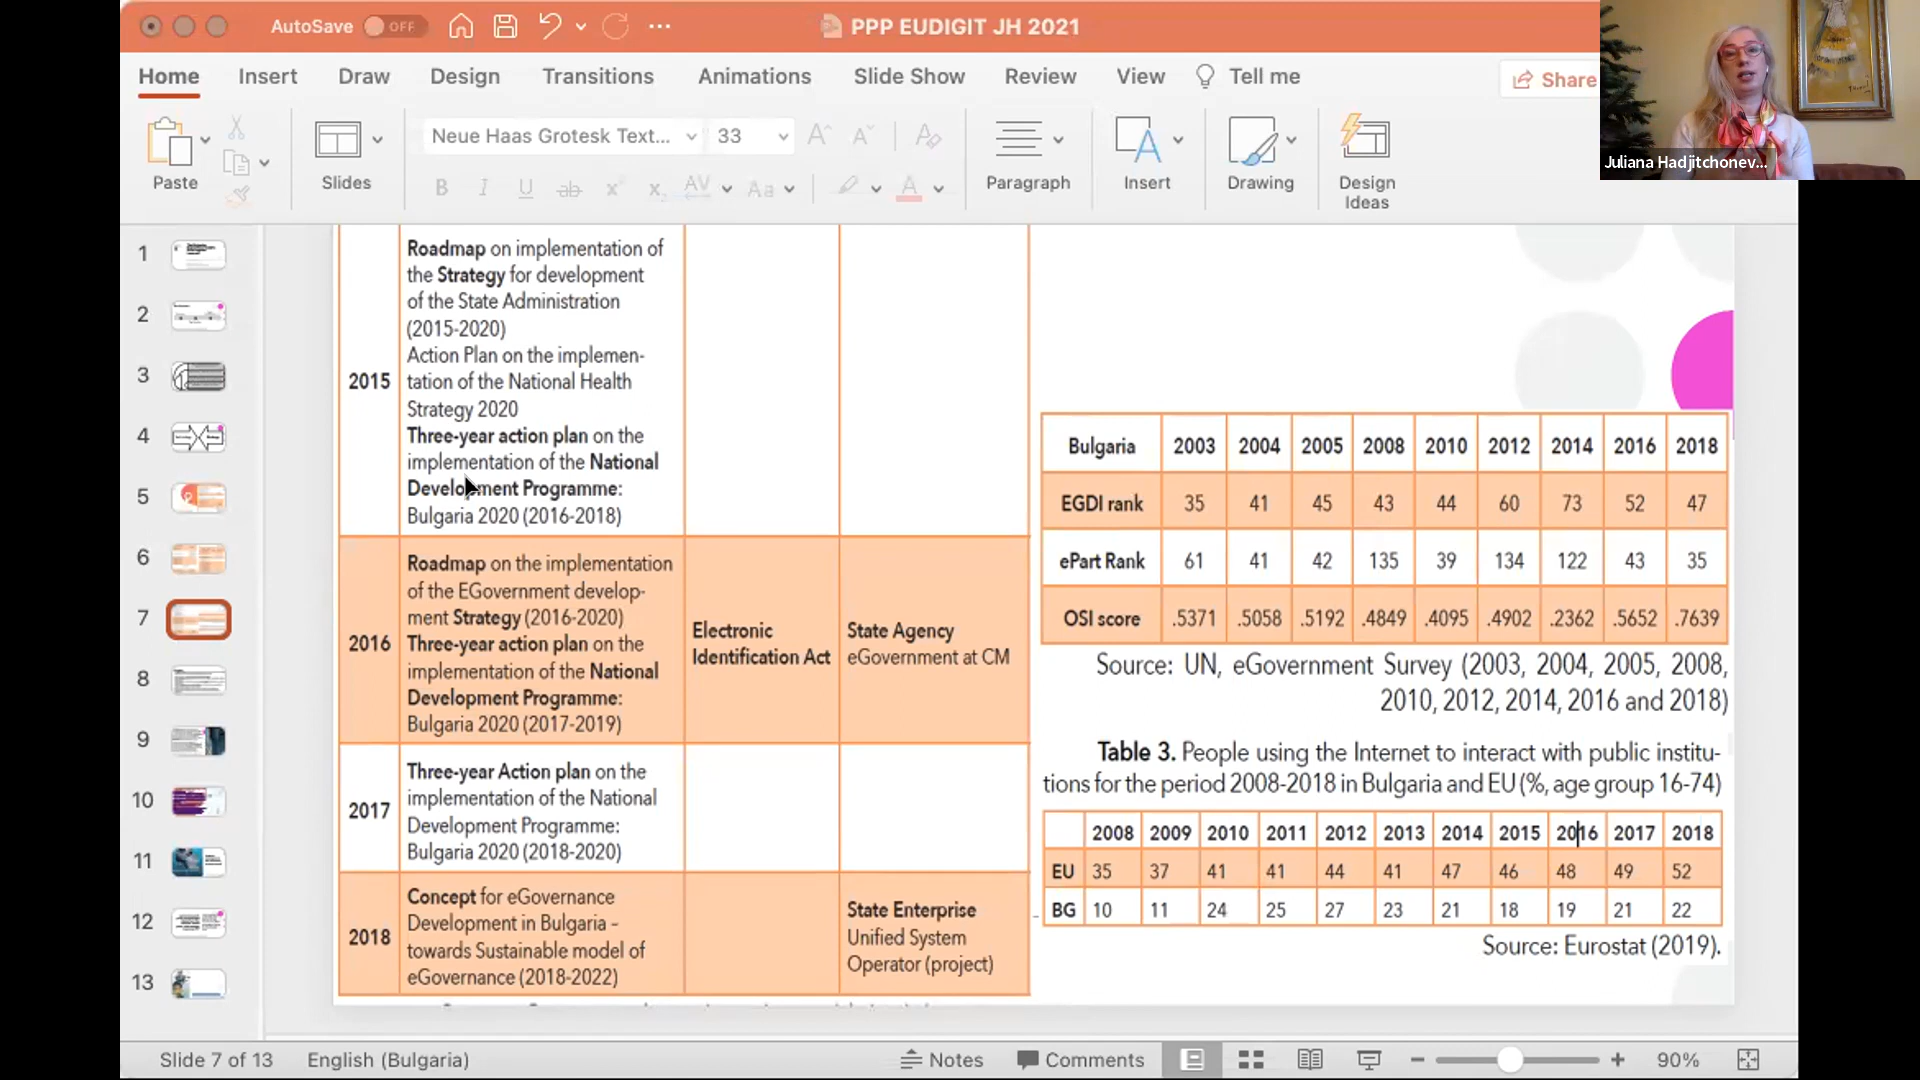 AutoSave OFF
PPP EUDIGIT JH 2021
Home Insert Draw Design Transitions Animations Slide Show Review View Tell me Share
Juliana Hadjitchonev...
Paste
Slides
Neue Haas Grotesk Text... 33
Paragraph
Insert
Drawing
Design
Ideas
1
2
3
4
5
6
7
8
9
10
11
12
13
2015
Roadmap on implementation of
the Strategy for development
of the State Administration
(2015-2020)
Action Plan on the implemen-
tation of the National Health
Strategy 2020
Three-year action plan on the
implementation of the National
Development Programme:
Bulgaria 2020 (2016-2018)
2016
Roadmap on the implementation
of the EGovernment develop-
ment Strategy (2016-2020)
Three-year action plan on the
implementation of the National
Development Programme:
Bulgaria 2020 (2017-2019)
Electronic
Identification Act
State Agency
eGovernment at CM
2017
Three-year Action plan on the
implementation of the National
Development Programme:
Bulgaria 2020 (2018-2020)
2018
Concept for eGovernance
Development in Bulgaria -
towards Sustainable model of
eGovernance (2018-2022)
State Enterprise
Unified System
Operator (project)
Bulgaria 2003 2004 2005 2008 2010 2012 2014 2016 2018
EGDI rank 35 41 45 43 44 60 73 52 47
ePart Rank 61 41 42 135 39 134 122 43 35
OSI score .5371 .5058 .5192 .4849 .4095 .4902 .2362 .5652 .7639
Source: UN, eGovernment Survey (2003, 2004, 2005, 2008,
2010, 2012, 2014, 2016 and 2018)
Table 3. People using the Internet to interact with public institu-
tions for the period 2008-2018 in Bulgaria and EU (%, age group 16-74)
2008 2009 2010 2011 2012 2013 2014 2015 2016 2017 2018
EU 35 37 41 41 44 41 47 46 48 49 52
BG 10 11 24 25 27 23 21 18 19 21 22
Source: Eurostat (2019).
Slide 7 of 13 English (Bulgaria) Notes Comments 90%